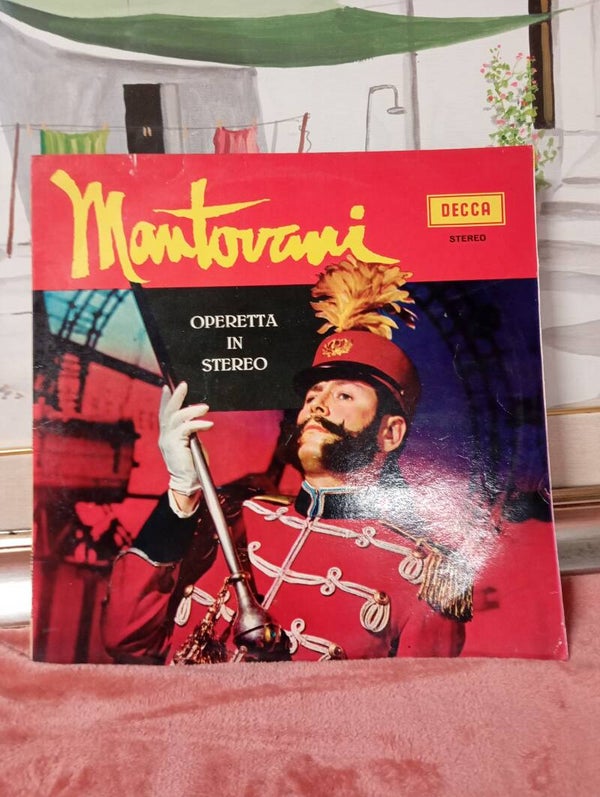 Mantovani
DECCA
STEREO
OPERETTA
IN
STEREO